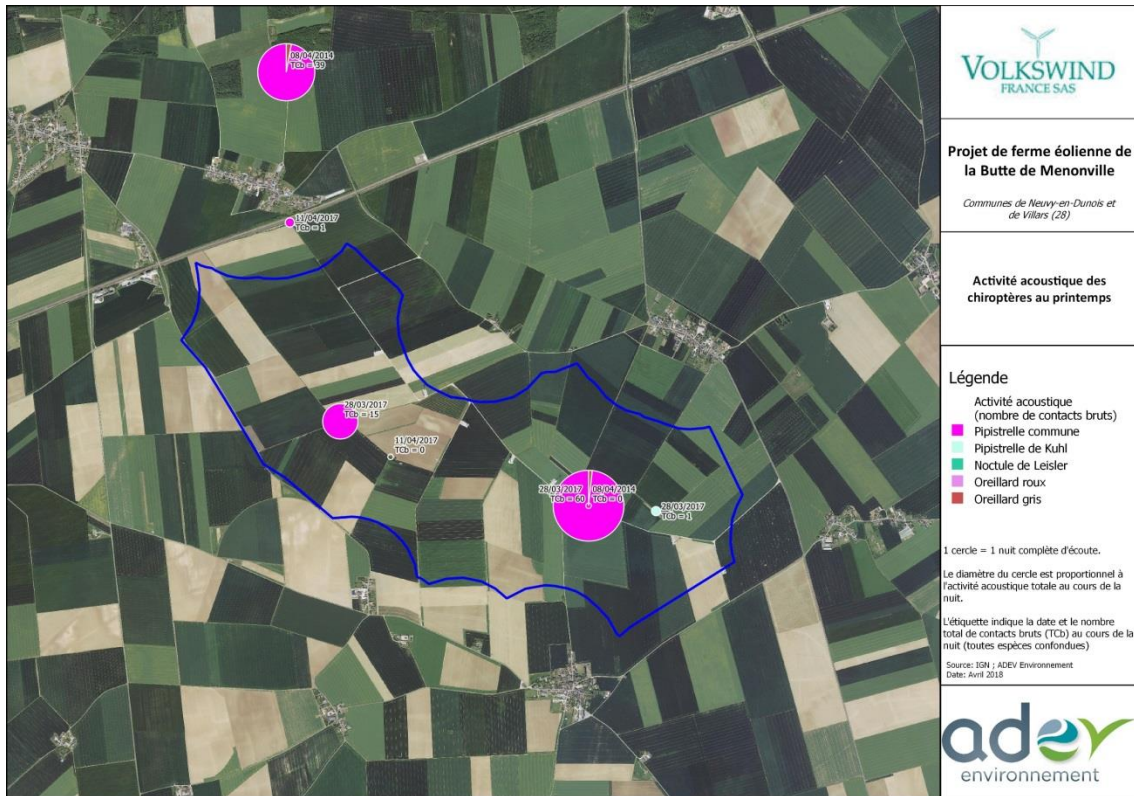 08/04/2014
TCb = 39
11/04/2017
TCb = 1
28/03/2017
TCb = 15
11/04/2017
TCb = 0
28/03/2017
TCb = 60
08/04/2014
TCb = 0
28/03/2017
TCb = 1
VOLKSWIND
FRANCE SAS
Projet de ferme éolienne de
la Butte de Menonville
Communes de Neuvy-en-Dunois et
de Villars (28)
Activité acoustique des
chiroptères au printemps
Légende
Activité acoustique
(nombre de contacts bruts)
Pipistrelle commune
Pipistrelle de Kuhl
Noctule de Leisler
Oreillard roux
Oreillard gris
1 cercle = 1 nuit complète d'écoute.
Le diamètre du cercle est proportionnel à
l'activité acoustique totale au cours de la
nuit.
L'étiquette indique la date et le nombre
total de contacts bruts (TCb) au cours de la
nuit (toutes espèces confondues)
Source: IGN ; ADEV Environnement
Date: Avril 2018
adev
environnement